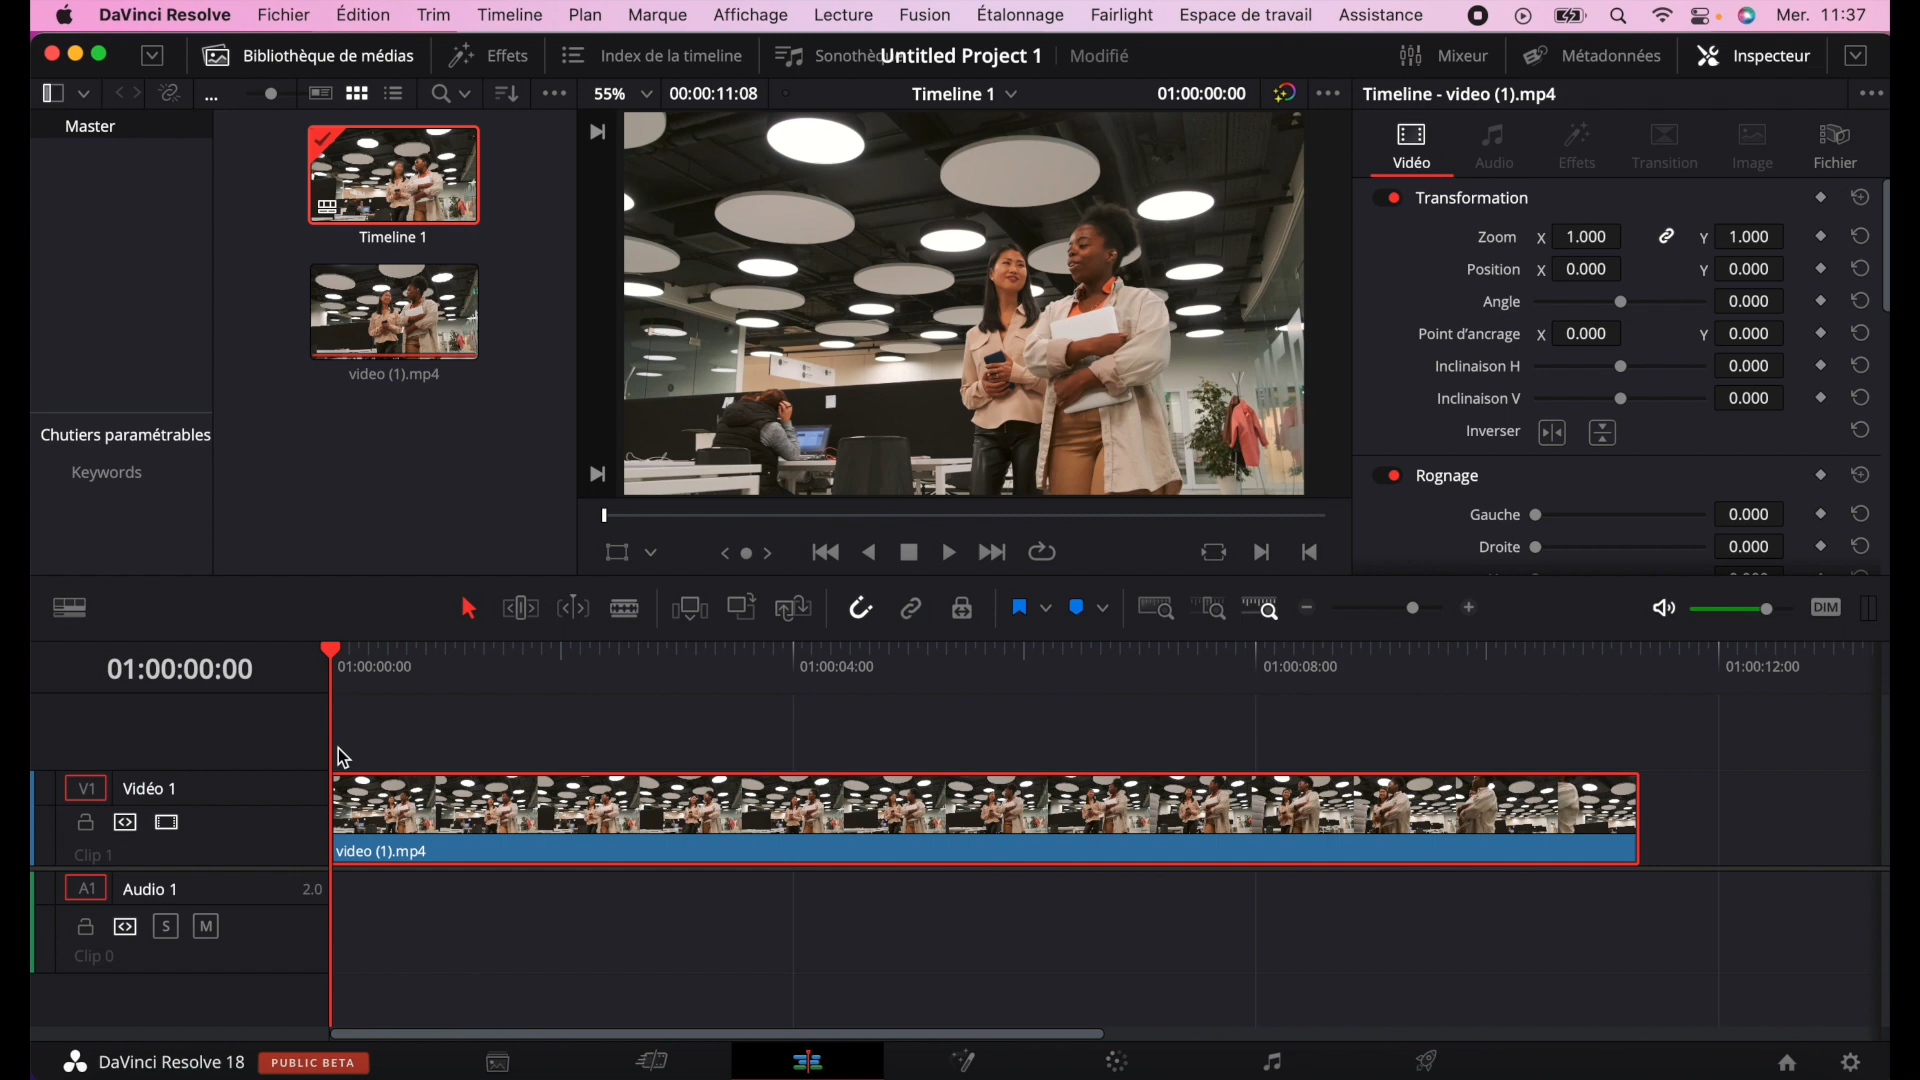 DaVinci Resolve Fichier Édition Trim Timeline Plan Marque Affichage Lecture Fusion Étalonnage Fairlight Espace de travail Assistance Mer. 11:37
Bibliothèque de médias Effets Index de la timeline Sonothèq Untitled Project 1 Modifié Mixeur Métadonnées Inspecteur
... 55% 00:00:11:08 Timeline 1 01:00:00:00 Timeline - video (1).mp4
Master
Timeline 1
video (1).mp4
Chutiers paramétrables
Keywords
Vidéo Audio Effets Transition Image Fichier
Transformation
Zoom X 1.000 Y 1.000
Position X 0.000 Y 0.000
Angle 0.000
Point d'ancrage X 0.000 Y 0.000
Inclinaison H 0.000
Inclinaison V 0.000
Inverser
Rognage
Gauche 0.000
Droite 0.000
DIM
01:00:00:00 01:00:00:00 01:00:04:00 01:00:08:00 01:00:12:00
V1 Vidéo 1
Clip 1
video (1).mp4
A1 Audio 1 2.0
S M
Clip 0
DaVinci Resolve 18 PUBLIC BETA